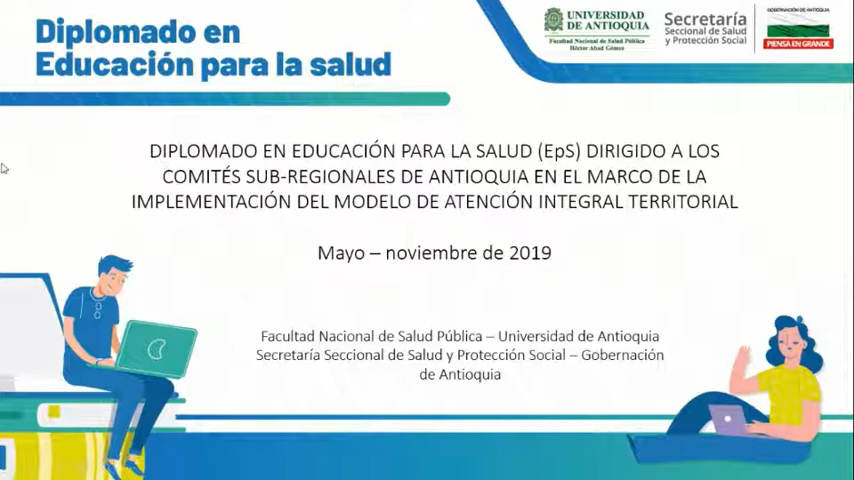 Diplomado en
Educación para la salud
UNIVERSIDAD
DE ANTIOQUIA
Facultad Nacional de Salud Pública
Héctor Abad Gómez
Secretaría
Seccional de Salud
y Protección Social
GOBERNACIÓN DE ANTIOQUIA
PIENSA EN GRANDE
DIPLOMADO EN EDUCACIÓN PARA LA SALUD (EpS) DIRIGIDO A LOS
COMITÉS SUB-REGIONALES DE ANTIOQUIA EN EL MARCO DE LA
IMPLEMENTACIÓN DEL MODELO DE ATENCIÓN INTEGRAL TERRITORIAL
Mayo – noviembre de 2019
Facultad Nacional de Salud Pública – Universidad de Antioquia
Secretaría Seccional de Salud y Protección Social – Gobernación
de Antioquia